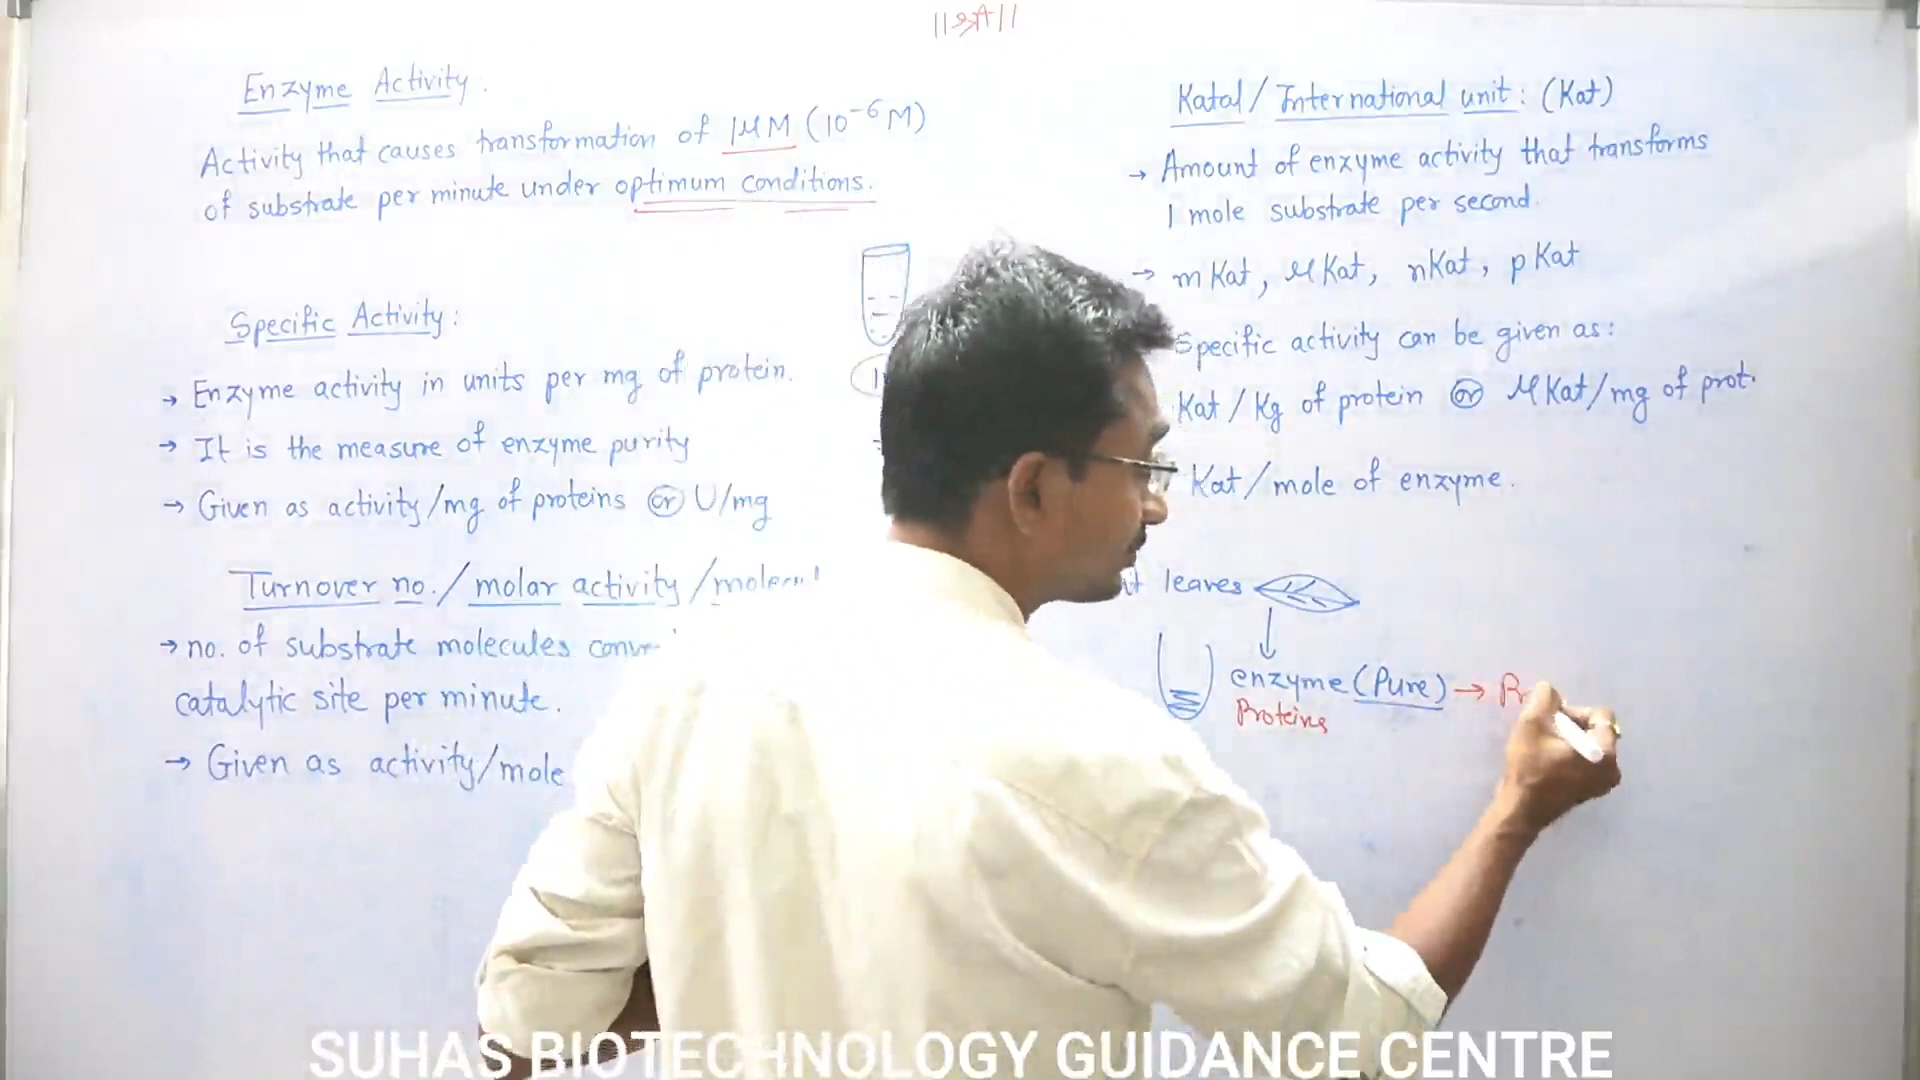 ||श्री||
Enzyme Activity.
Activity that causes transformation of 1μM (10⁻⁶M)
of substrate per minute under optimum conditions.
Specific Activity:
→ Enzyme activity in units per mg of protein.
→ It is the measure of enzyme purity
→ Given as activity/mg of proteins or U/mg
Turnover no./molar activity/
→ no. of substrate molecules
catalytic site per minute.
→ Given as activity/mole
Katal/International unit: (Kat)
→ Amount of enzyme activity that transforms
1 mole substrate per second.
→ mKat, μKat, nKat, pKat
Specific activity can be given as:
Kat/Kg of protein or μKat/mg of prot.
Kat/mole of enzyme.
leaves
enzyme (Pure) →
Proteins
SUHAS BIOTECHNOLOGY GUIDANCE CENTRE